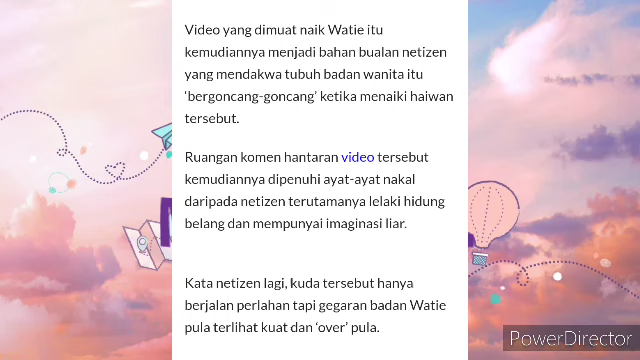 Video yang dimuat naik Watie itu
kemudiannya menjadi bahan bualan netizen
yang mendakwa tubuh badan wanita itu
‘bergoncang-goncang’ ketika menaiki haiwan
tersebut.
Ruangan komen hantaran video tersebut
kemudiannya dipenuhi ayat-ayat nakal
daripada netizen terutamanya lelaki hidung
belang dan mempunyai imaginasi liar.
Kata netizen lagi, kuda tersebut hanya
berjalan perlahan tapi gegaran badan Watie
pula terlihat kuat dan ‘over’ pula.
PowerDirector